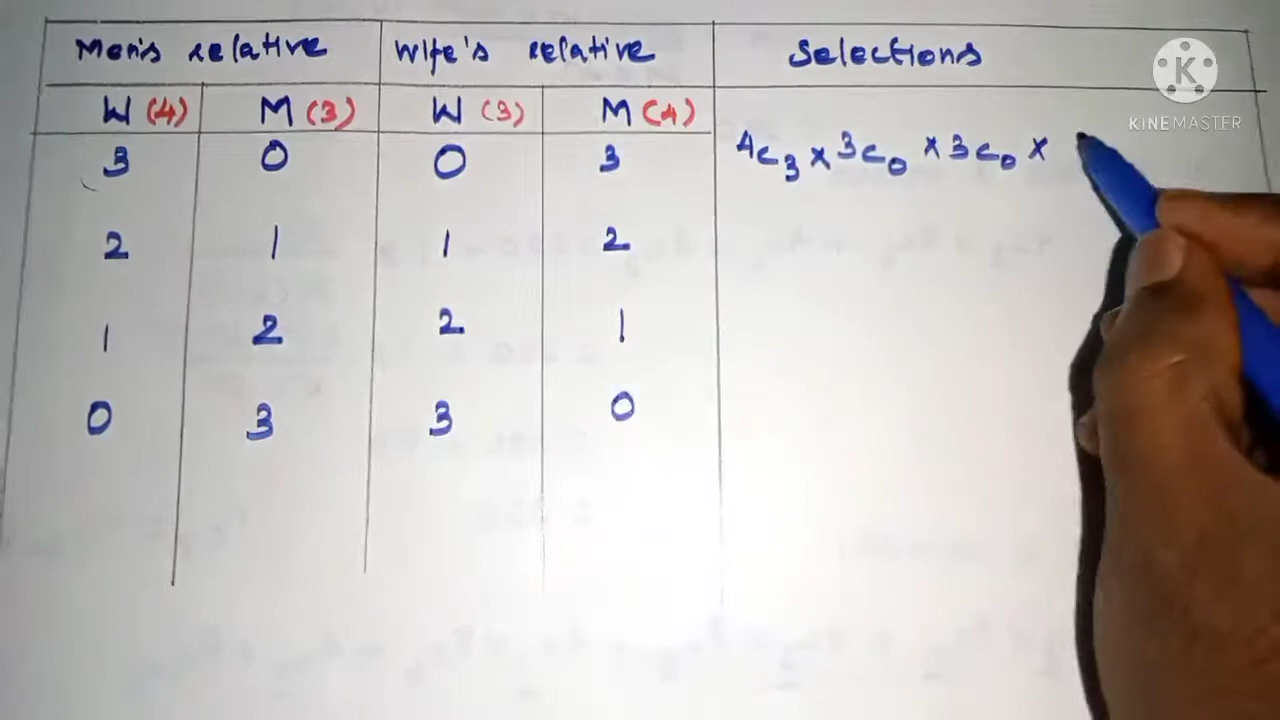 Men's relative Wife's relative Selections
W (4) M (3) W (3) M (4)
3 0 0 3 4c3 × 3c0 × 3c0 ×
2 1 1 2
1 2 2 1
0 3 3 0
K
KINEMASTER